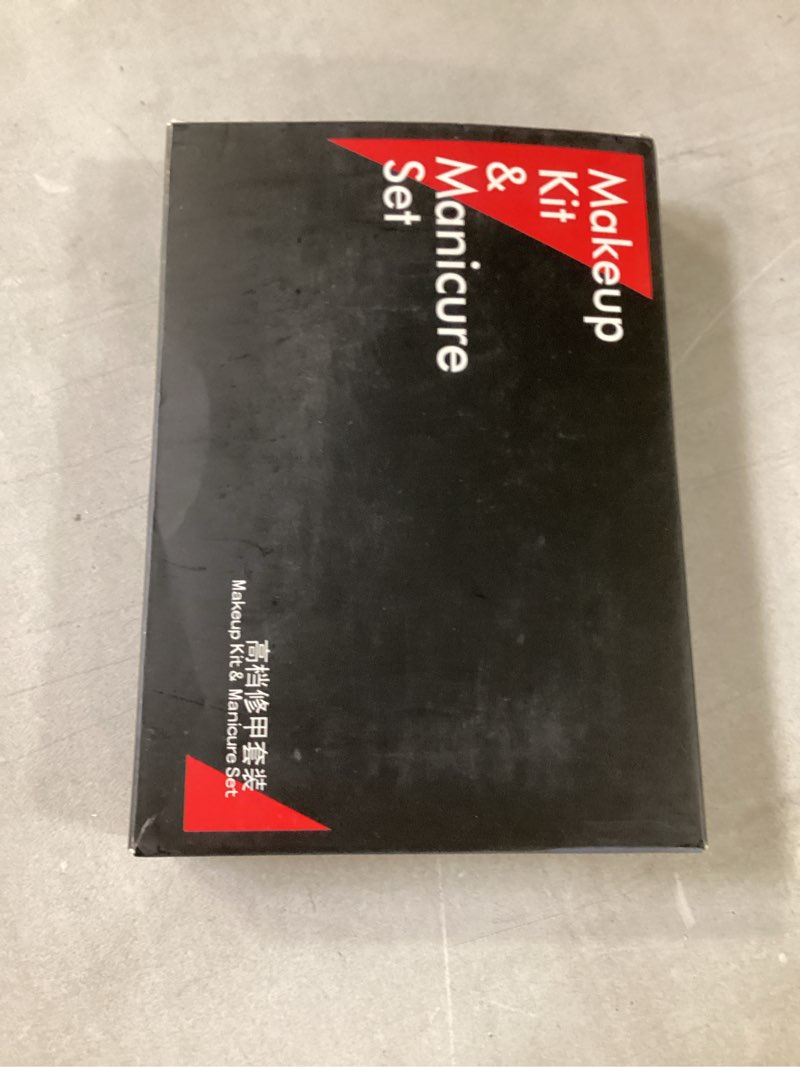 Makeup
Kit
&
Manicure
Set
高档修甲套装
Makeup Kit & Manicure Set